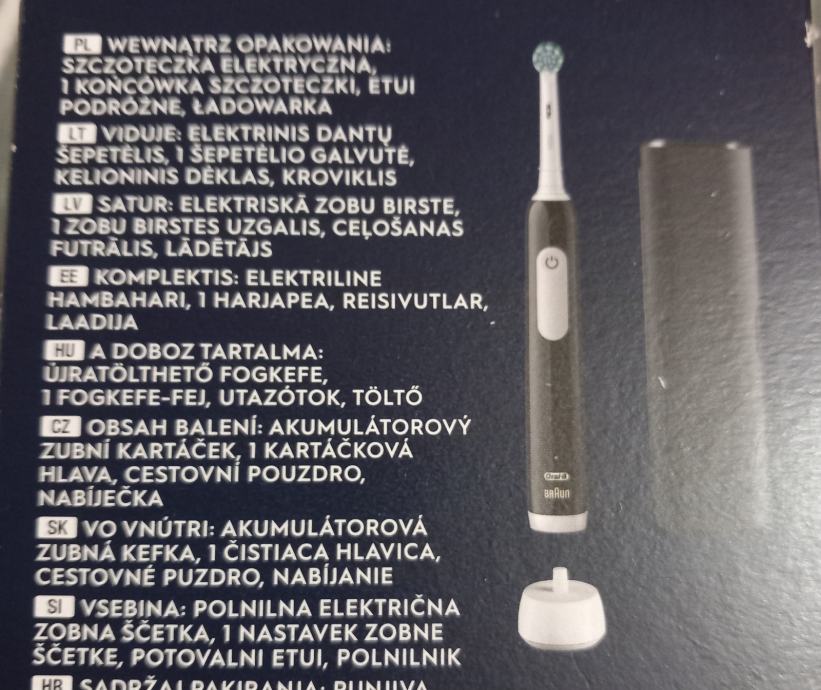 PL WEWNĄTRZ OPAKOWANIA:
SZCZOTECZKA ELEKTRYCZNA,
1 KOŃCÓWKA SZCZOTECZKI, ETUI
PODRÓŻNE, ŁADOWARKA
LT VIDUJE: ELEKTRINIS DANTŲ
ŠEPETĖLIS, 1 ŠEPETĖLIO GALVUTĖ,
KELIONINIS DĖKLAS, KROVIKLIS
LV SATUR: ELEKTRISKĀ ZOBU BIRSTE,
1 ZOBU BIRSTES UZGALIS, CEĻOŠANAS
FUTRĀLIS, LĀDĒTĀJS
EE KOMPLEKTIS: ELEKTRILINE
HAMBAHARI, 1 HARJAPEA, REISIVUTLAR,
LAADIJA
HU A DOBOZ TARTALMA:
ÚJRATÖLTHETŐ FOGKEFE,
1 FOGKEFE-FEJ, UTAZÓTOK, TÖLTŐ
CZ OBSAH BALENÍ: AKUMULÁTOROVÝ
ZUBNÍ KARTÁČEK, 1 KARTÁČKOVÁ
HLAVA, CESTOVNÍ POUZDRO,
NABÍJEČKA
SK VO VNÚTRI: AKUMULÁTOROVÁ
ZUBNÁ KEFKA, 1 ČISTIACA HLAVICA,
CESTOVNÉ PUZDRO, NABÍJANIE
SI VSEBINA: POLNILNA ELEKTRIČNA
ZOBNA ŠČETKA, 1 NASTAVEK ZOBNE
ŠČETKE, POTOVALNI ETUI, POLNILNIK
HR SADRŽAJ PAKIRANJA: PUNJIVA
Oral-B
BRAUN